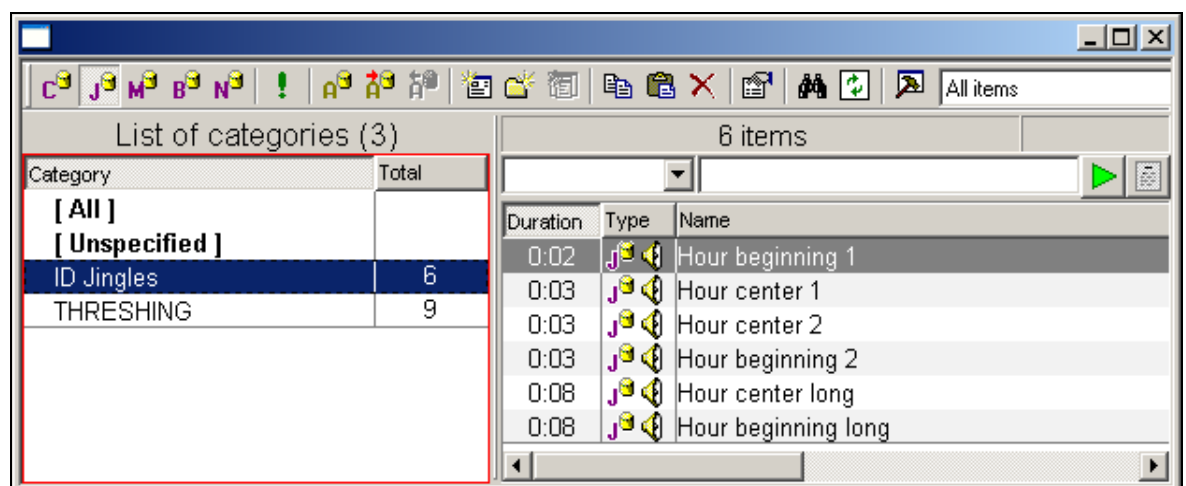 C J M B N ! A A A All items
List of categories (3)
6 items
Category Total
[ All ]
[ Unspecified ]
ID Jingles 6
THRESHING 9
Duration Type Name
0:02 J Hour beginning 1
0:03 J Hour center 1
0:03 J Hour center 2
0:03 J Hour beginning 2
0:08 J Hour center long
0:08 J Hour beginning long